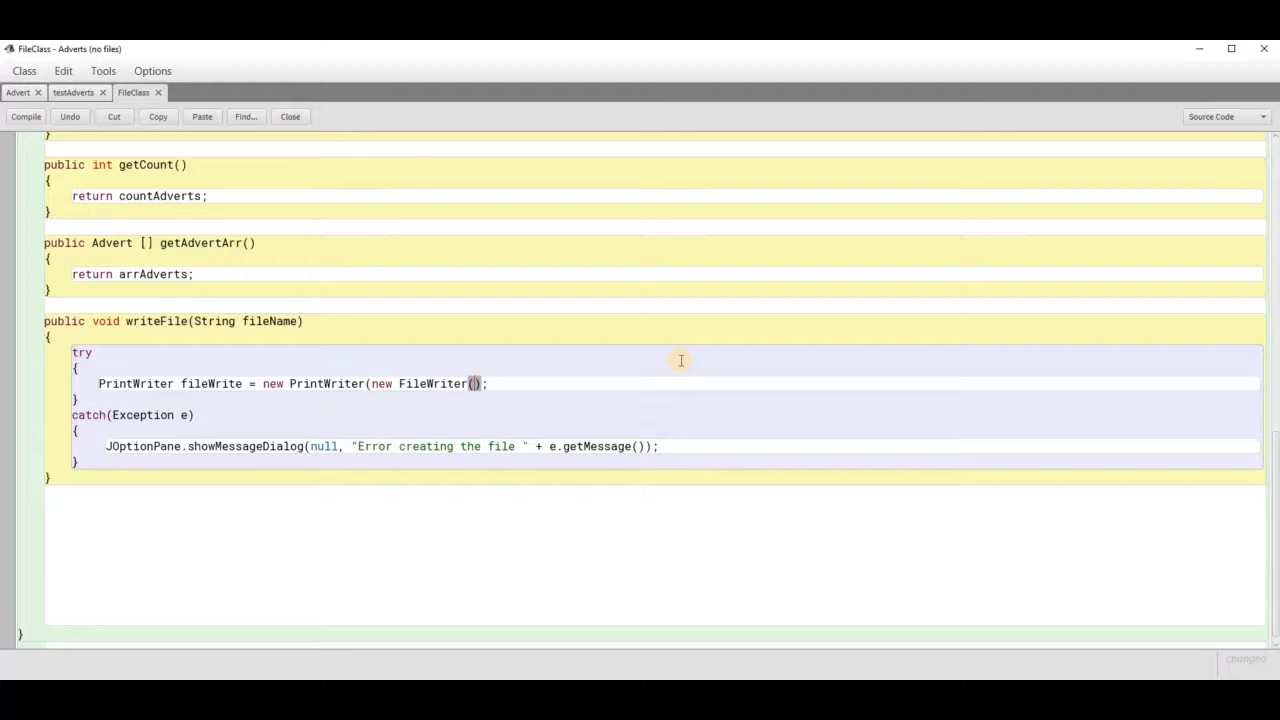 FileClass - Adverts (no files)
Class Edit Tools Options
Advert testAdverts FileClass
Compile Undo Cut Copy Paste Find... Close Source Code
}
public int getCount()
{
return countAdverts;
}
public Advert [] getAdvertArr()
{
return arrAdverts;
}
public void writeFile(String fileName)
{
try
{
PrintWriter fileWrite = new PrintWriter(new FileWriter();
}
catch(Exception e)
{
JOptionPane.showMessageDialog(null, "Error creating the file " + e.getMessage());
}
}
}
changed